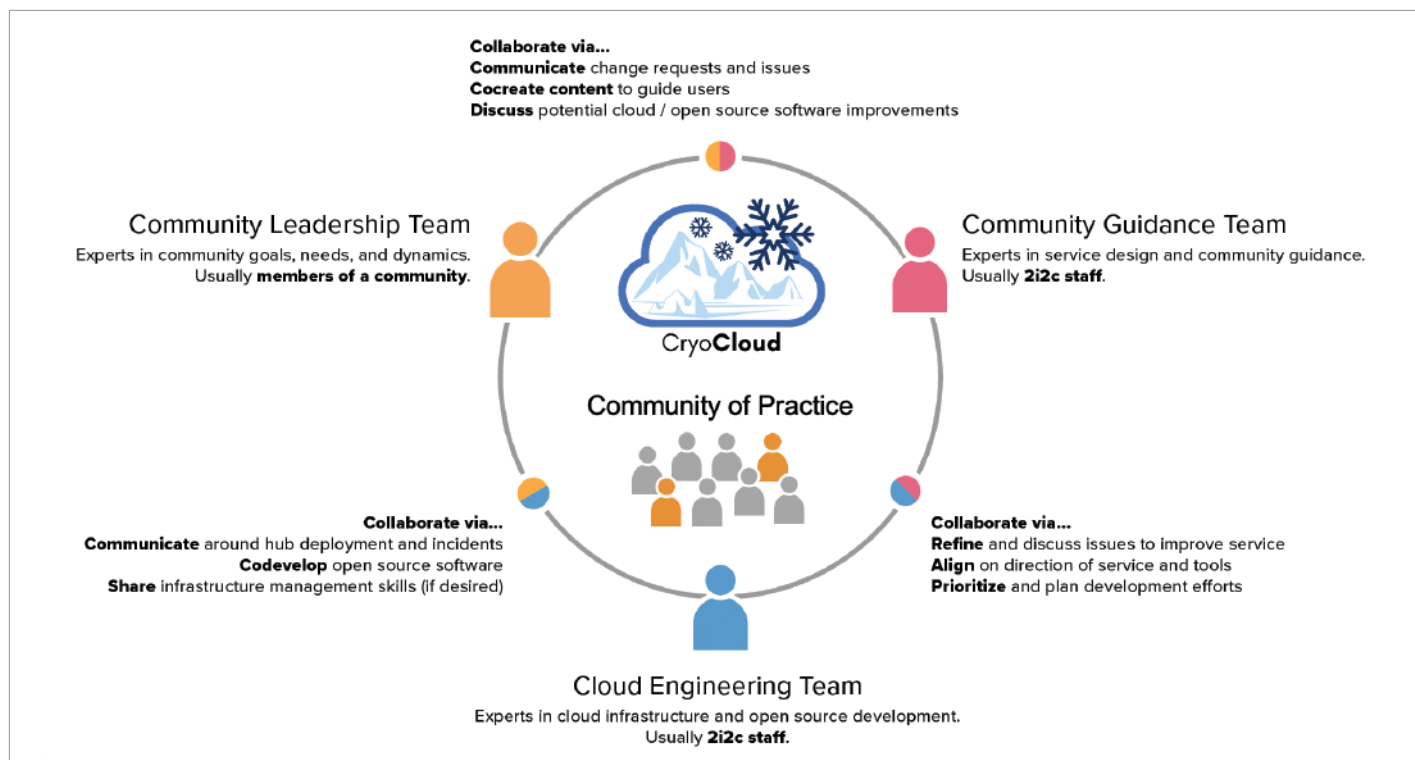 Collaborate via...
Communicate change requests and issues
Cocreate content to guide users
Discuss potential cloud / open source software improvements
Community Leadership Team
Experts in community goals, needs, and dynamics.
Usually members of a community.
Community Guidance Team
Experts in service design and community guidance.
Usually 2i2c staff.
CryoCloud
Community of Practice
Collaborate via...
Communicate around hub deployment and incidents
Codevelop open source software
Share infrastructure management skills (if desired)
Collaborate via...
Refine and discuss issues to improve service
Align on direction of service and tools
Prioritize and plan development efforts
Cloud Engineering Team
Experts in cloud infrastructure and open source development.
Usually 2i2c staff.